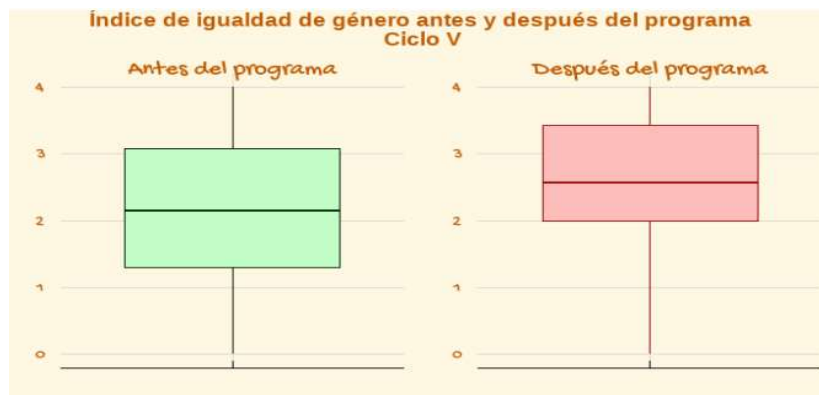 Índice de igualdad de género antes y después del programa
Ciclo V
Antes del programa
4
3
2
1
0
Después del programa
4
3
2
1
0